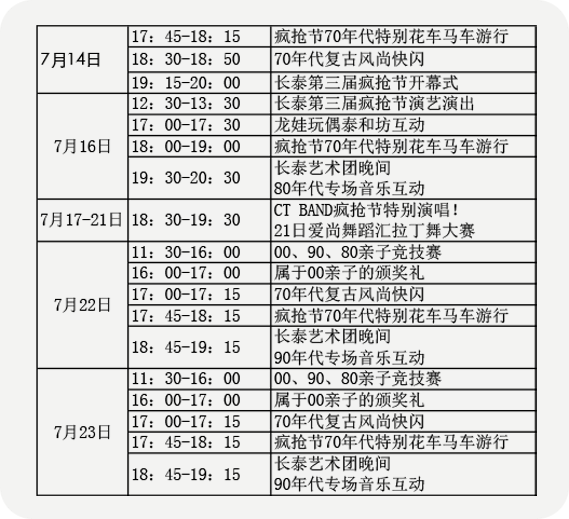 7月14日
17：45-18：15 疯抢节70年代特别花车马车游行
18：30-18：50 70年代复古风尚快闪
19：15-20：00 长泰第三届疯抢节开幕式
7月16日
12：30-13：30 长泰第三届疯抢节演艺演出
17：00-17：30 龙娃玩偶泰和坊互动
18：00-19：00 疯抢节70年代特别花车马车游行
19：30-20：30 长泰艺术团晚间
80年代专场音乐互动
7月17-21日 18：30-19：30 CT BAND疯抢节特别演唱！
21日爱尚舞蹈汇拉丁舞大赛
7月22日
11：30-16：00 00、90、80亲子竞技赛
16：00-17：00 属于00亲子的颁奖礼
17：00-17：15 70年代复古风尚快闪
17：45-18：15 疯抢节70年代特别花车马车游行
18：45-19：15 长泰艺术团晚间
90年代专场音乐互动
7月23日
11：30-16：00 00、90、80亲子竞技赛
16：00-17：00 属于00亲子的颁奖礼
17：00-17：15 70年代复古风尚快闪
17：45-18：15 疯抢节70年代特别花车马车游行
18：45-19：15 长泰艺术团晚间
90年代专场音乐互动